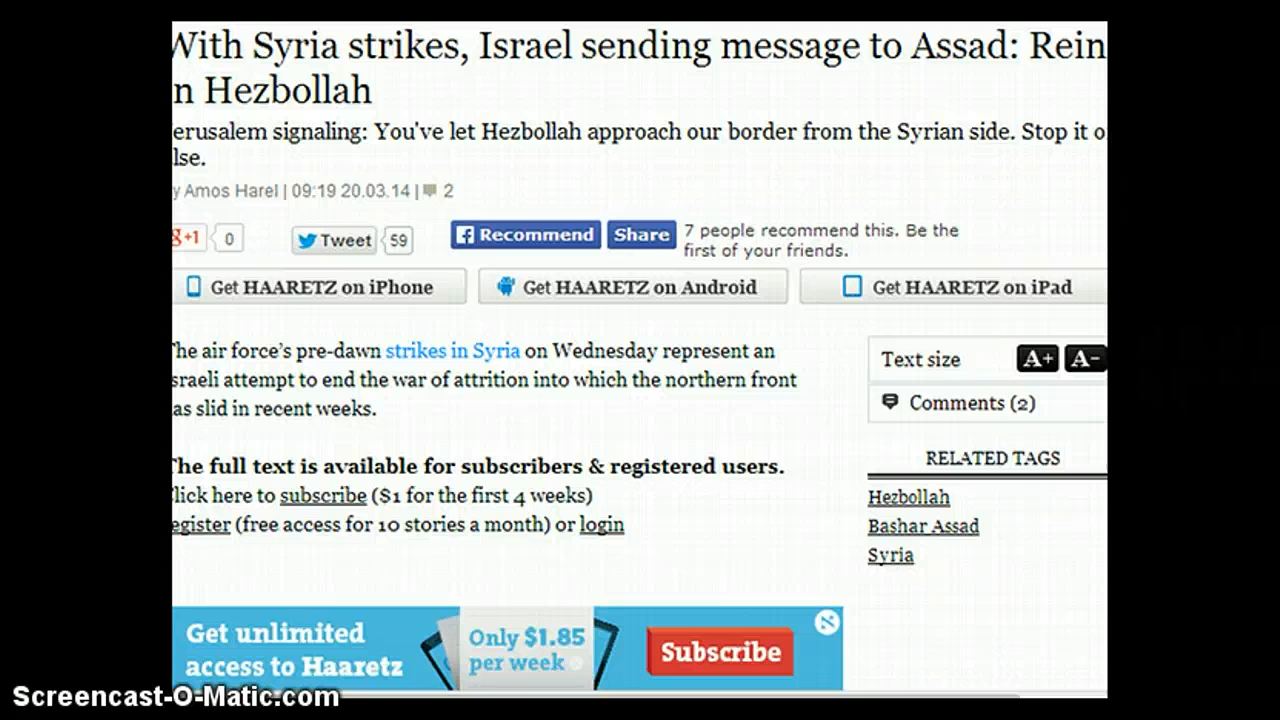 With Syria strikes, Israel sending message to Assad: Rein
n Hezbollah
erusalem signaling: You've let Hezbollah approach our border from the Syrian side. Stop it o
lse.
y Amos Harel | 09:19 20.03.14 | 2
g+1 0 Tweet 59 Recommend Share 7 people recommend this. Be the
first of your friends.
Get HAARETZ on iPhone Get HAARETZ on Android Get HAARETZ on iPad
The air force's pre-dawn strikes in Syria on Wednesday represent an
sraeli attempt to end the war of attrition into which the northern front
as slid in recent weeks.
Text size A+ A-
Comments (2)
The full text is available for subscribers & registered users.
lick here to subscribe ($1 for the first 4 weeks)
egister (free access for 10 stories a month) or login
RELATED TAGS
Hezbollah
Bashar Assad
Syria
Get unlimited
access to Haaretz
Only $1.85
per week
Subscribe
Screencast-O-Matic.com